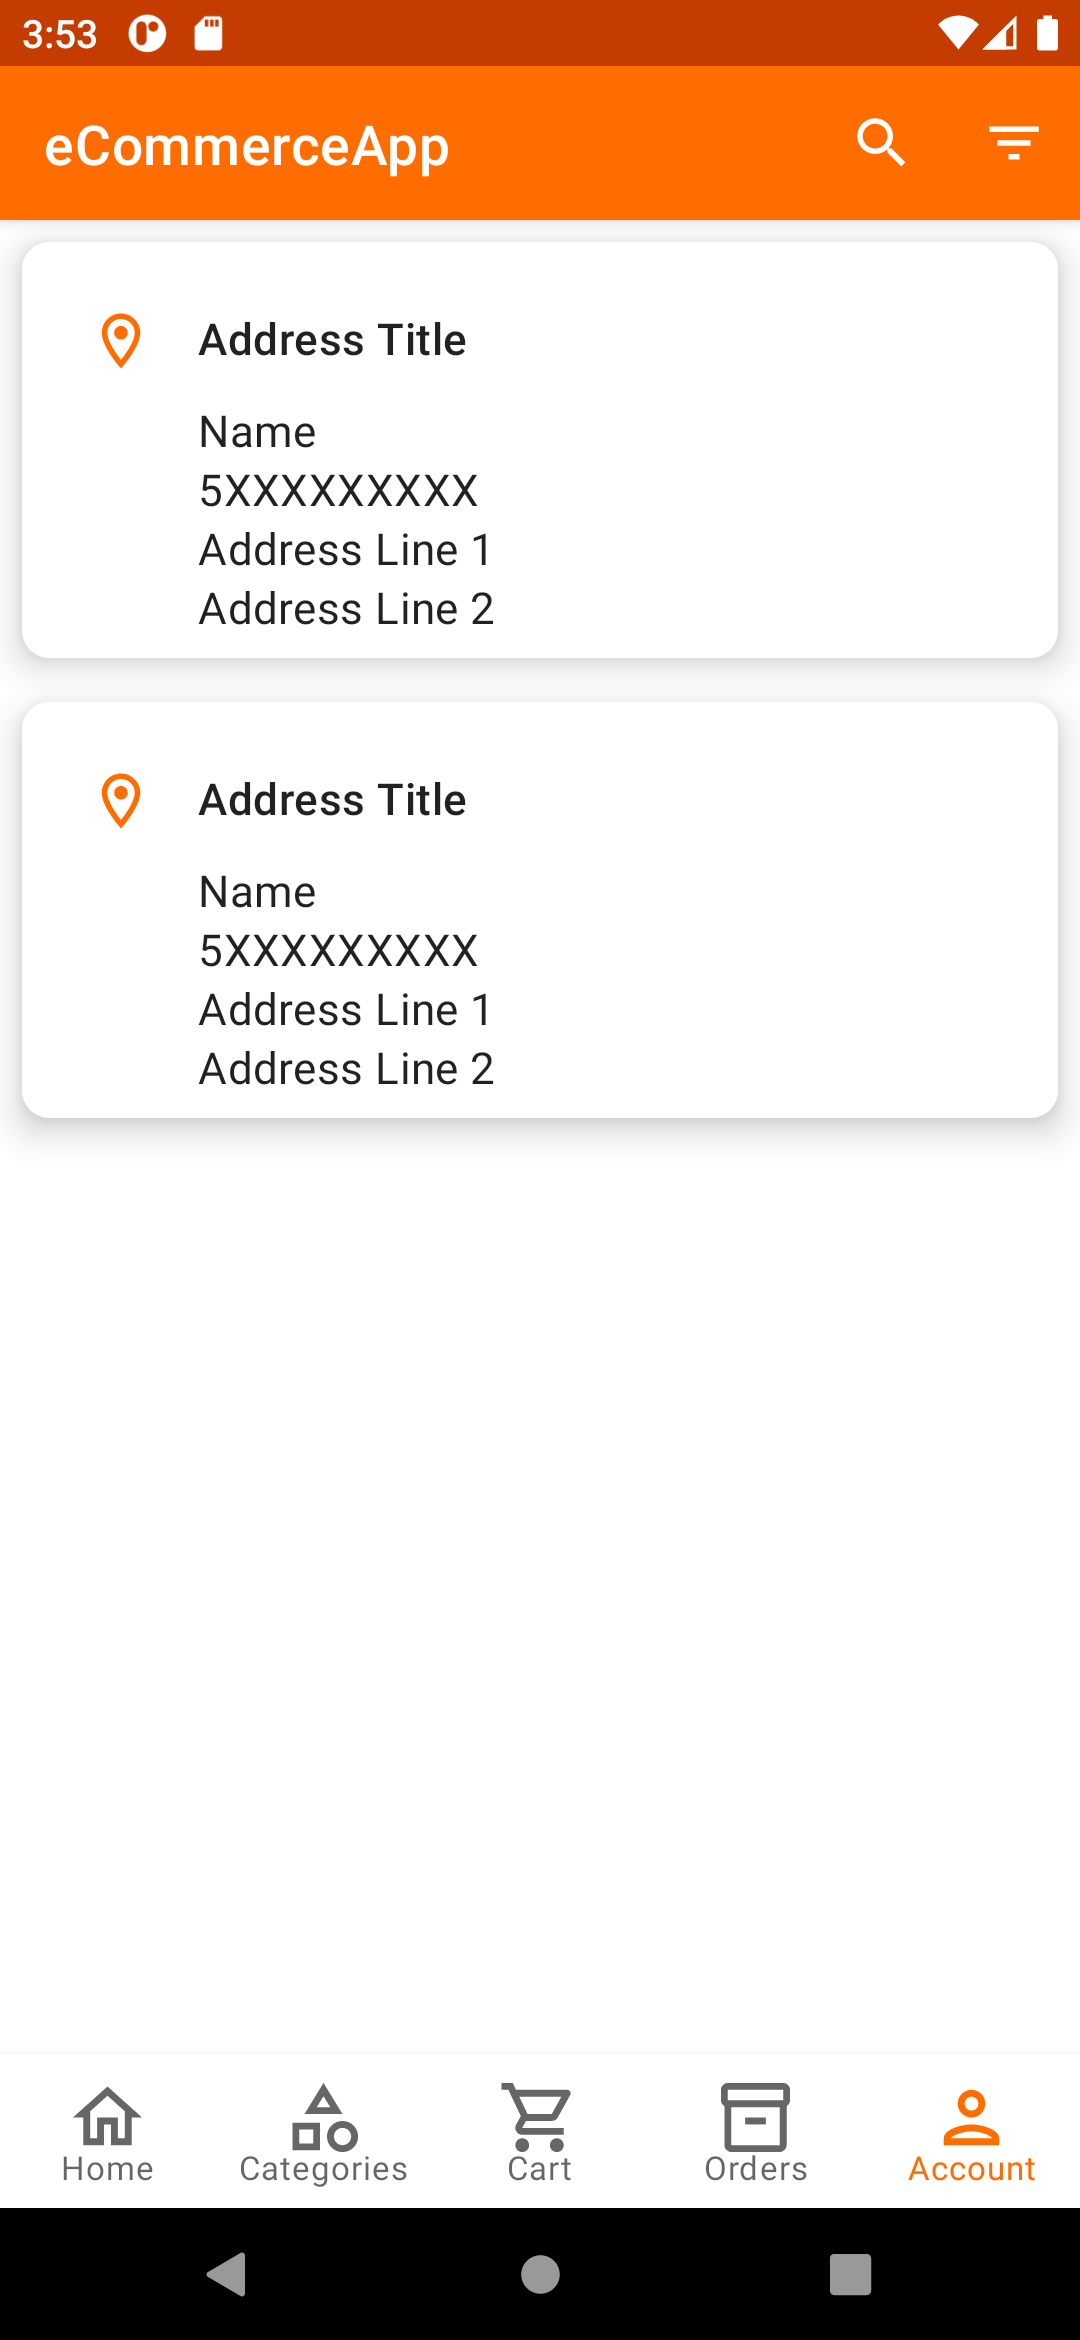 3:53
eCommerceApp
Address Title
Name
5XXXXXXXXX
Address Line 1
Address Line 2
Address Title
Name
5XXXXXXXXX
Address Line 1
Address Line 2
Home Categories Cart Orders Account